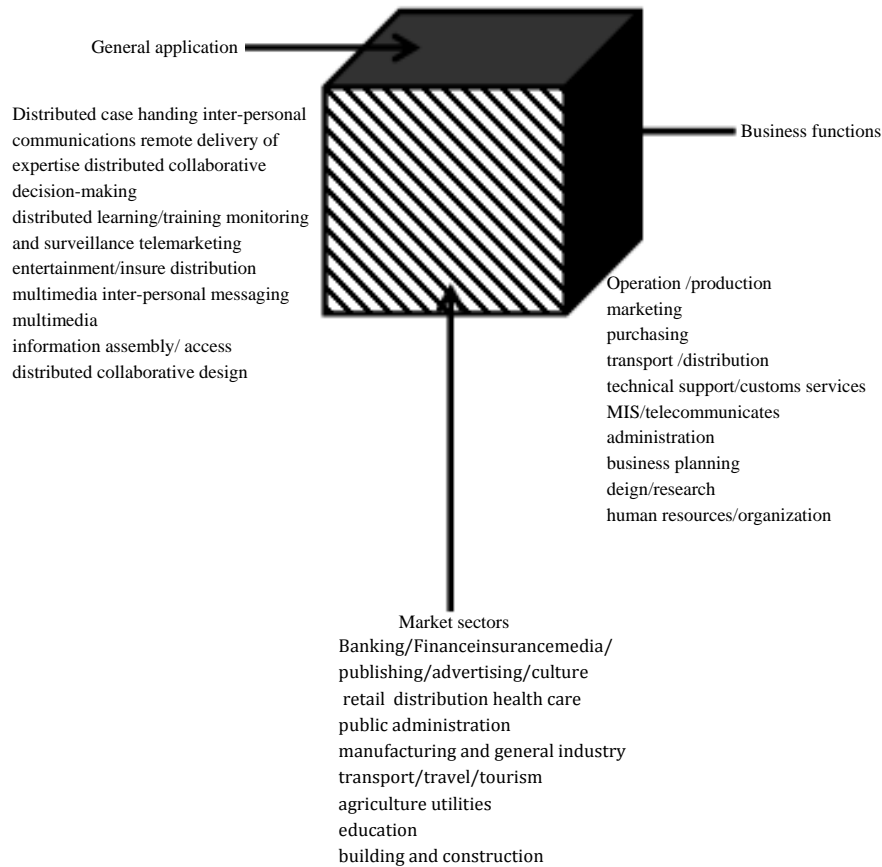 General application
Distributed case handing inter-personal
communications remote delivery of
expertise distributed collaborative
decision-making
distributed learning/training monitoring
and surveillance telemarketing
entertainment/insure distribution
multimedia inter-personal messaging
multimedia
information assembly/ access
distributed collaborative design
Business functions
Operation /production
marketing
purchasing
transport /distribution
technical support/customs services
MIS/telecommunicates
administration
business planning
deign/research
human resources/organization
Market sectors
Banking/Financeinsurancemedia/
publishing/advertising/culture
retail distribution health care
public administration
manufacturing and general industry
transport/travel/tourism
agriculture utilities
education
building and construction